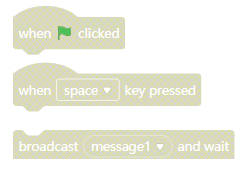 when clicked
when space key pressed
broadcast message1 and wait